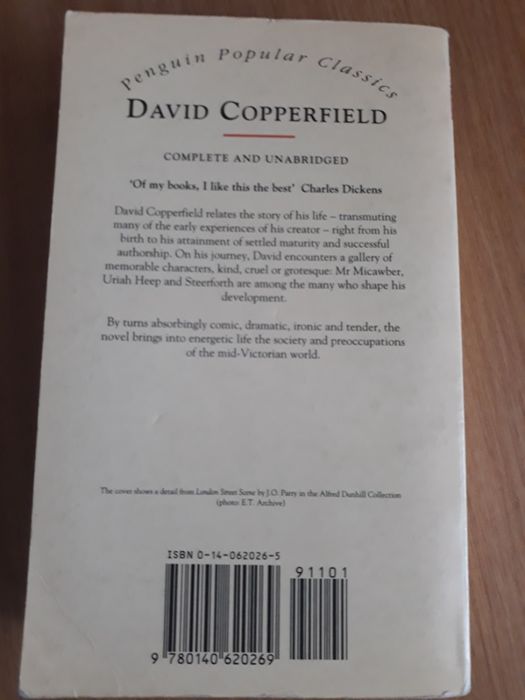 Penguin Popular Classics
DAVID COPPERFIELD
COMPLETE AND UNABRIDGED
'Of my books, I like this the best' Charles Dickens
David Copperfield relates the story of his life – transmuting
many of the early experiences of his creator – right from his
birth to his attainment of settled maturity and successful
authorship. On his journey, David encounters a gallery of
memorable characters, kind, cruel or grotesque: Mr Micawber,
Uriah Heep and Steerforth are among the many who shape his
development.
By turns absorbingly comic, dramatic, ironic and tender, the
novel brings into energetic life the society and preoccupations
of the mid-Victorian world.
The cover shows a detail from London Street Scene by J.O. Parry in the Alfred Dunhill Collection
(photo: E.T. Archive)
ISBN 0-14-062026-5
91101
9 780140 620269